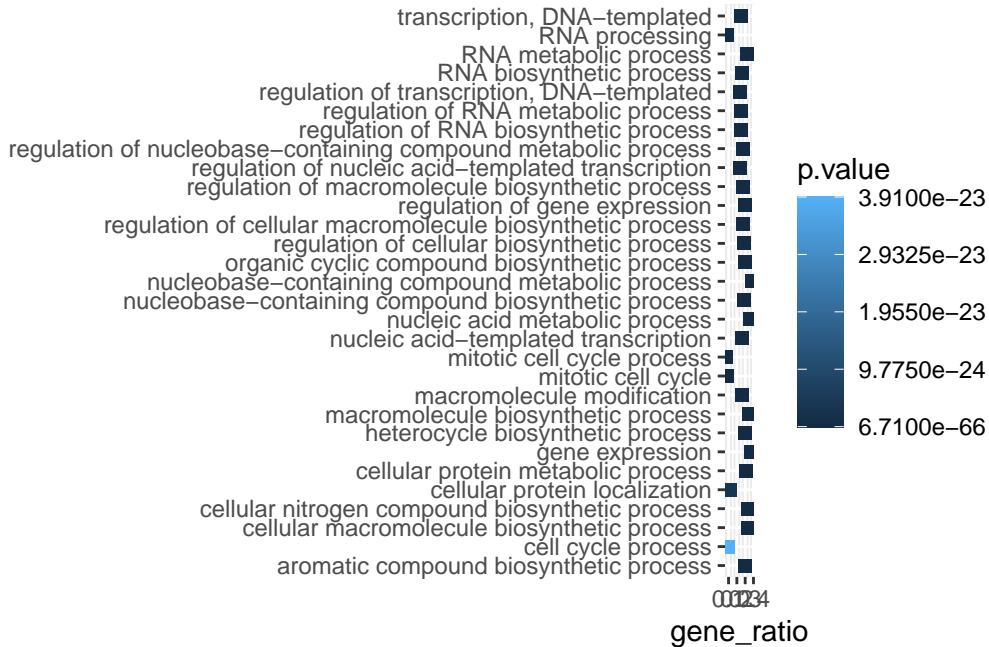 transcription, DNA−templated
RNA processing
RNA metabolic process
RNA biosynthetic process
regulation of transcription, DNA−templated
regulation of RNA metabolic process
regulation of RNA biosynthetic process
regulation of nucleobase−containing compound metabolic process
regulation of nucleic acid−templated transcription
regulation of macromolecule biosynthetic process
regulation of gene expression
regulation of cellular macromolecule biosynthetic process
regulation of cellular biosynthetic process
organic cyclic compound biosynthetic process
nucleobase−containing compound metabolic process
nucleobase−containing compound biosynthetic process
nucleic acid metabolic process
nucleic acid−templated transcription
mitotic cell cycle process
mitotic cell cycle
macromolecule modification
macromolecule biosynthetic process
heterocycle biosynthetic process
gene expression
cellular protein metabolic process
cellular protein localization
cellular nitrogen compound biosynthetic process
cellular macromolecule biosynthetic process
cell cycle process
aromatic compound biosynthetic process
gene_ratio
p.value
3.9100e−23
2.9325e−23
1.9550e−23
9.7750e−24
6.7100e−66